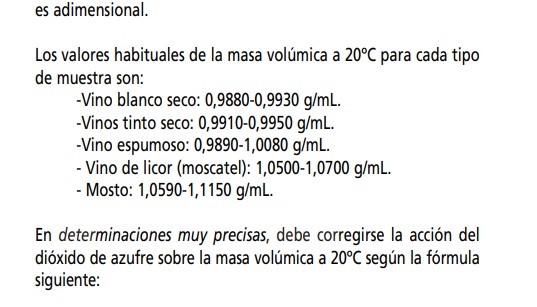 es adimensional.
Los valores habituales de la masa volúmica a 20ºC para cada tipo
de muestra son:
-Vino blanco seco: 0,9880-0,9930 g/mL.
-Vinos tinto seco: 0,9910-0,9950 g/mL.
-Vino espumoso: 0,9890-1,0080 g/mL.
- Vino de licor (moscatel): 1,0500-1,0700 g/mL.
- Mosto: 1,0590-1,1150 g/mL.
En determinaciones muy precisas, debe corregirse la acción del
dióxido de azufre sobre la masa volúmica a 20ºC según la fórmula
siguiente: